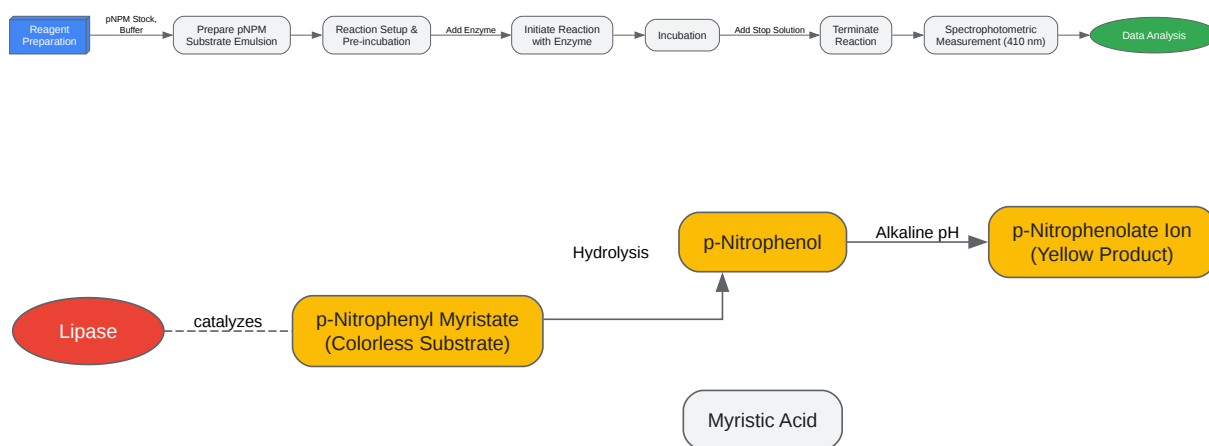 Reagent
Preparation
pNPM Stock,
Buffer
Prepare pNPM
Substrate Emulsion
Reaction Setup &
Pre-incubation
Add Enzyme
Initiate Reaction
with Enzyme
Incubation
Add Stop Solution
Terminate
Reaction
Spectrophotometric
Measurement (410 nm)
Data Analysis
Lipase
catalyzes
p-Nitrophenyl Myristate
(Colorless Substrate)
Hydrolysis
p-Nitrophenol
Alkaline pH
p-Nitrophenolate Ion
(Yellow Product)
Myristic Acid